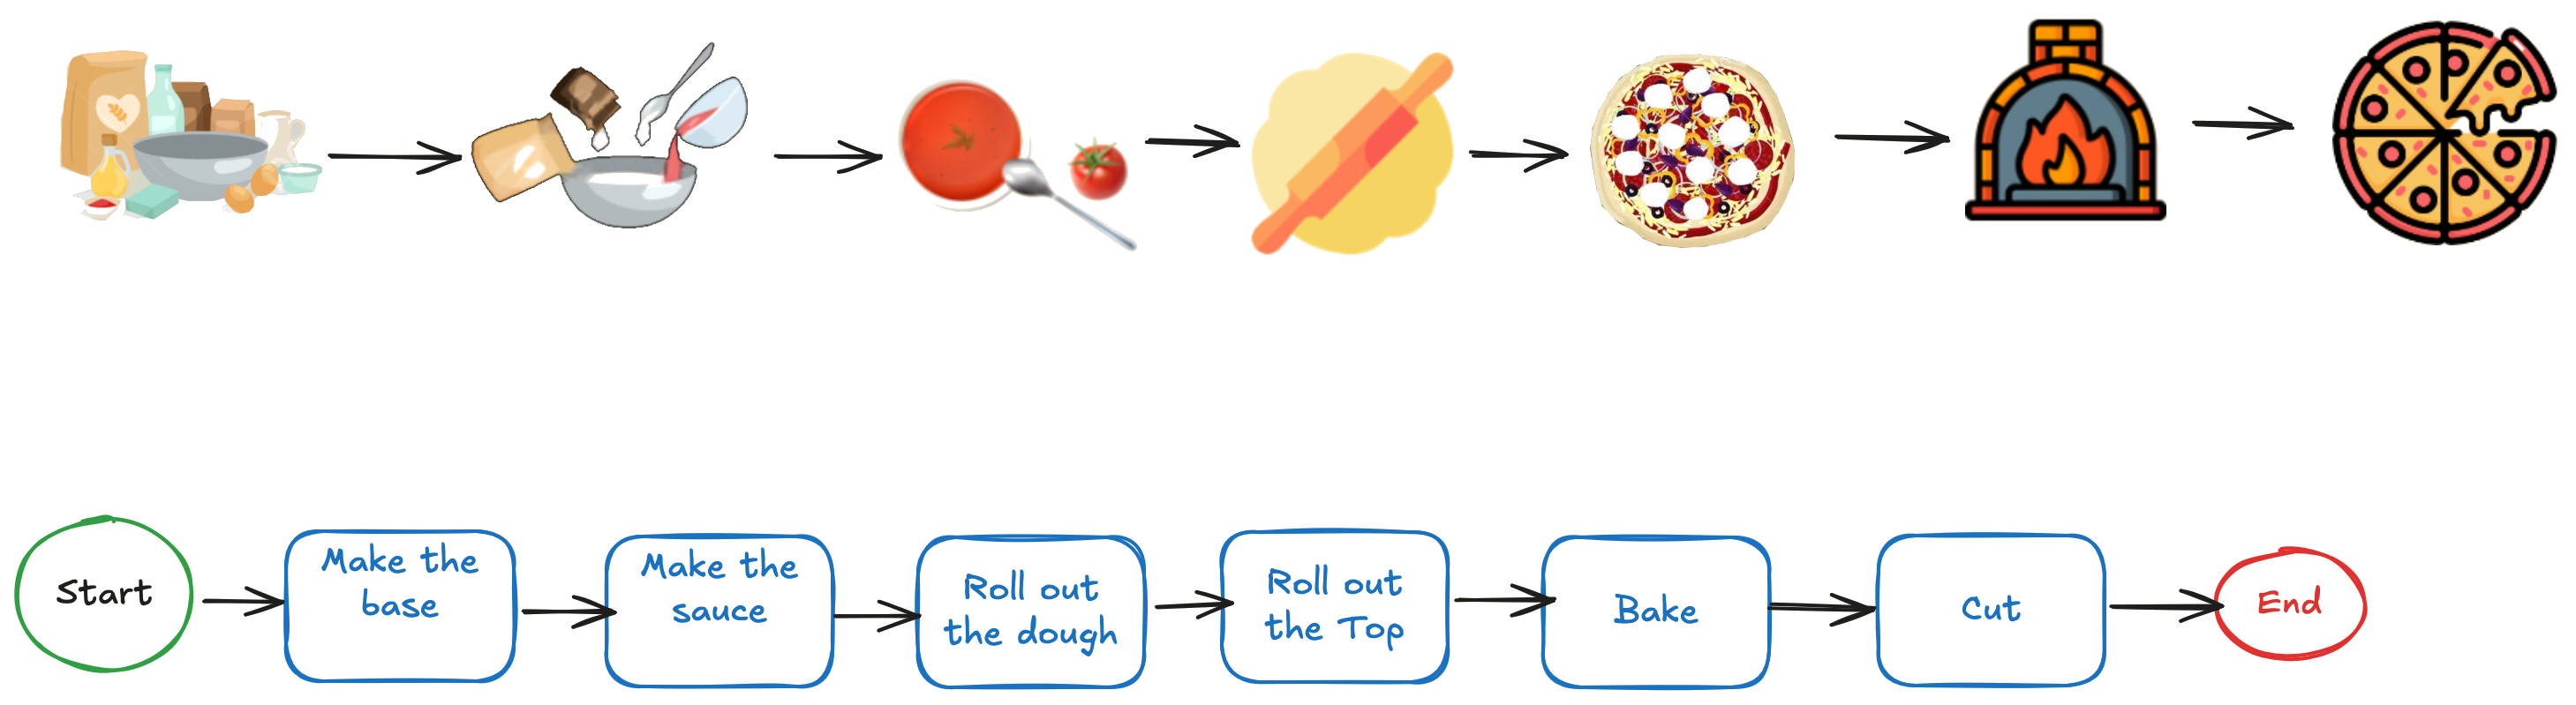 Start
Make the
base
Make the
sauce
Roll out
the dough
Roll out
the Top
Bake
Cut
End